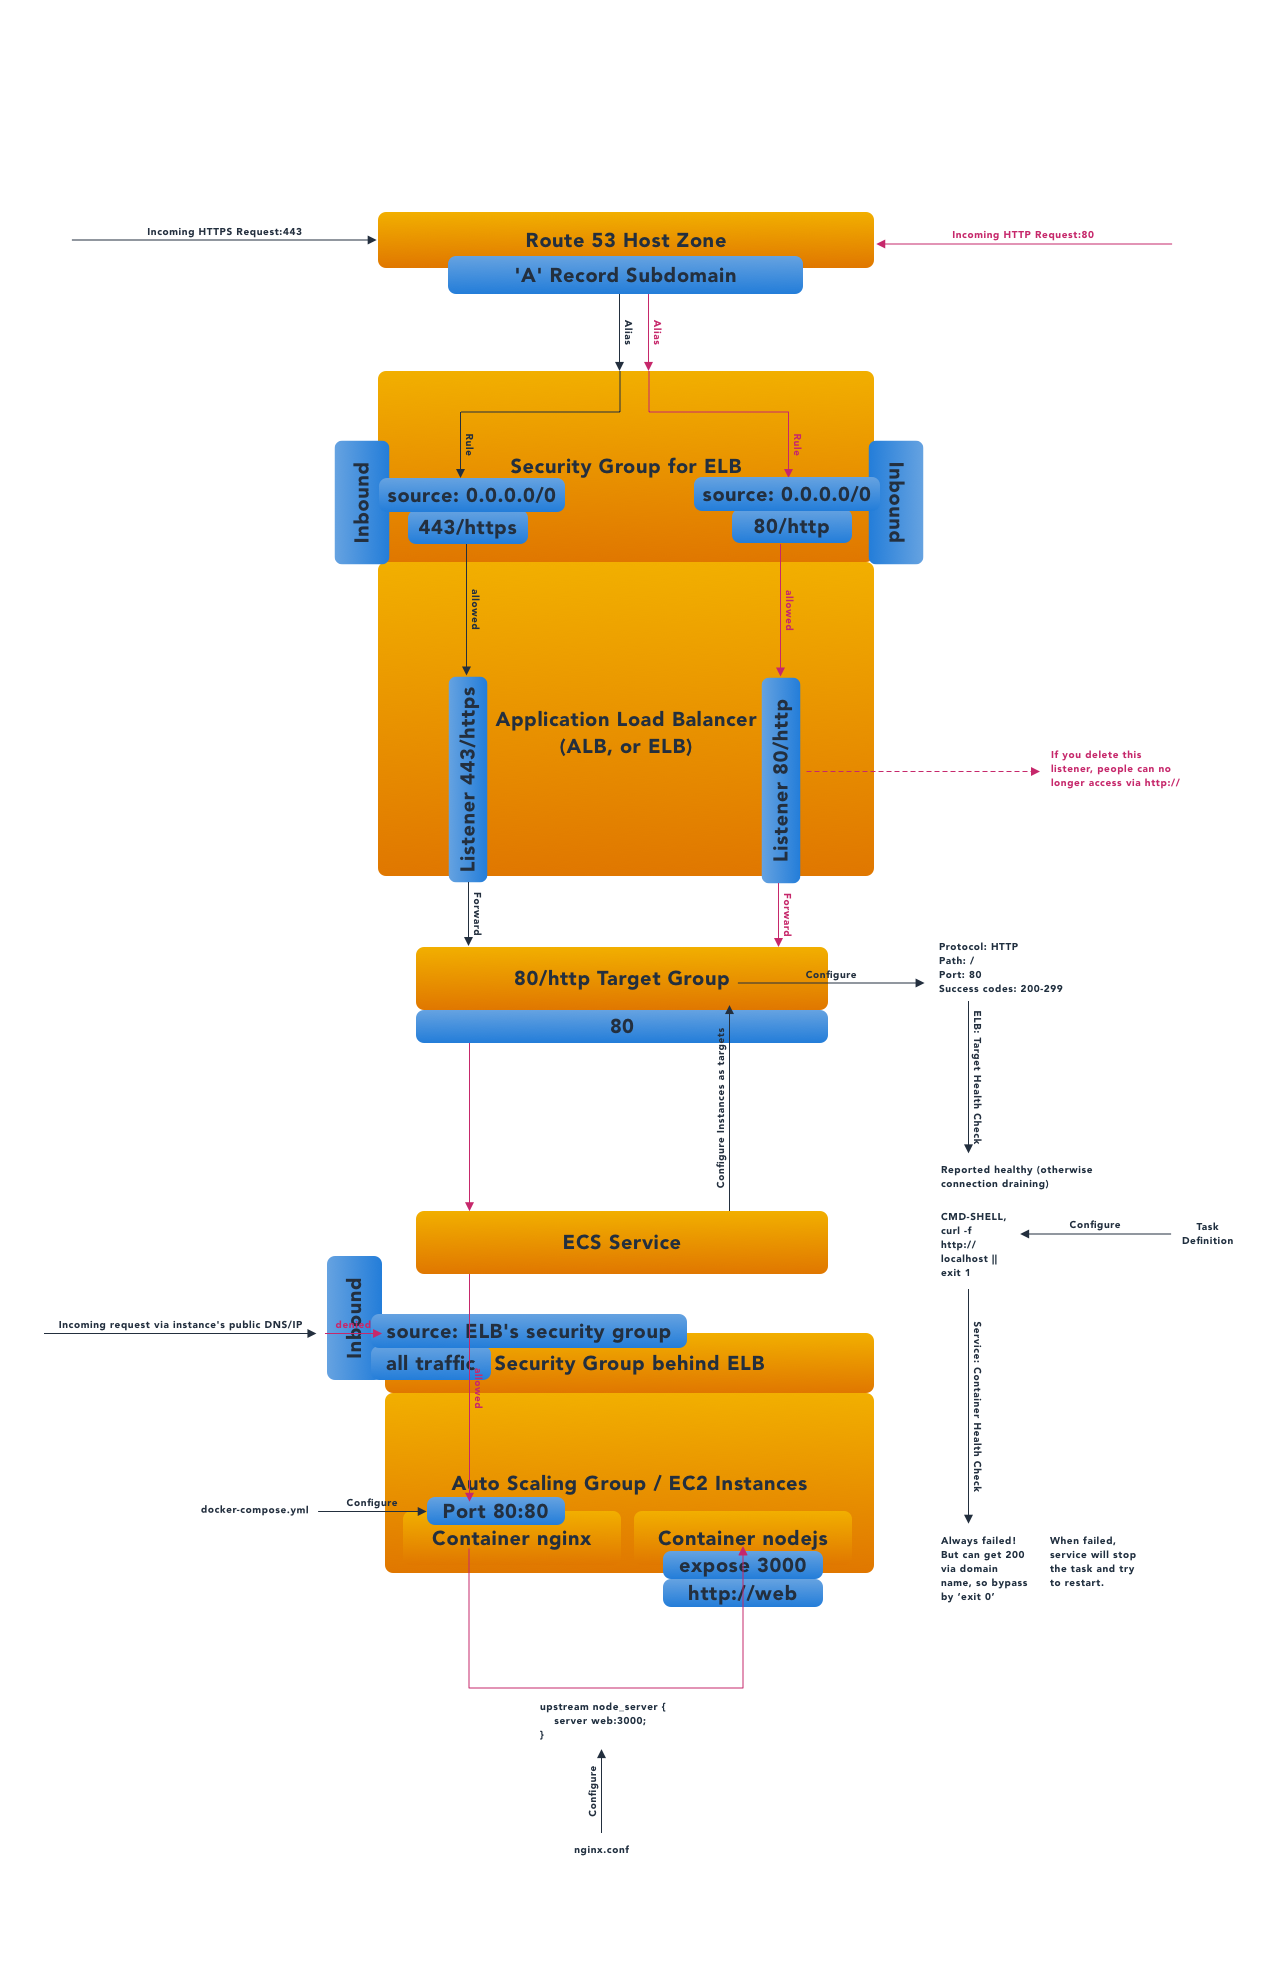 Incoming HTTPS Request:443
Incoming HTTP Request:80
Route 53 Host Zone
'A' Record Subdomain
Alias
Alias
Rule
Rule
Inbound
Security Group for ELB
Inbound
source: 0.0.0.0/0
source: 0.0.0.0/0
443/https
80/http
allowed
allowed
Listener 443/https
Application Load Balancer
(ALB, or ELB)
Listener 80/http
If you delete this
listener, people can no
longer access via http://
Forward
Forward
80/http Target Group
Configure
Protocol: HTTP
Path: /
Port: 80
Success codes: 200-299
80
Configure Instances as targets
ELB: Target Health Check
Reported healthy (otherwise
connection draining)
CMD-SHELL,
curl -f
http://
localhost ||
exit 1
Configure
Task
Definition
ECS Service
Inbound
Incoming request via instance's public DNS/IP
denied
source: ELB's security group
all traffic
Security Group behind ELB
allowed
Service: Container Health Check
Auto Scaling Group / EC2 Instances
docker-compose.yml
Configure
Port 80:80
Container nginx
Container nodejs
expose 3000
http://web
Always failed!
But can get 200
via domain
name, so bypass
by ‘exit 0’
When failed,
service will stop
the task and try
to restart.
upstream node_server {
server web:3000;
}
Configure
nginx.conf